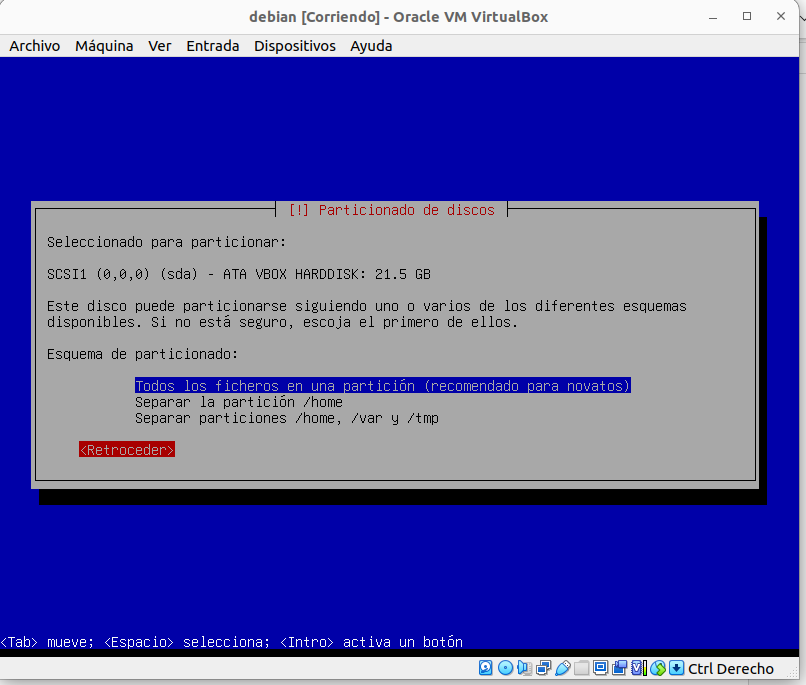 debian [Corriendo] - Oracle VM VirtualBox
Archivo Máquina Ver Entrada Dispositivos Ayuda
[!] Particionado de discos
Seleccionado para particionar:
SCSI1 (0,0,0) (sda) - ATA VBOX HARDDISK: 21.5 GB
Este disco puede particionarse siguiendo uno o varios de los diferentes esquemas
disponibles. Si no está seguro, escoja el primero de ellos.
Esquema de particionado:
Todos los ficheros en una partición (recomendado para novatos)
Separar la partición /home
Separar particiones /home, /var y /tmp
<Retroceder>
<Tab> mueve; <Espacio> selecciona; <Intro> activa un botón
Ctrl Derecho